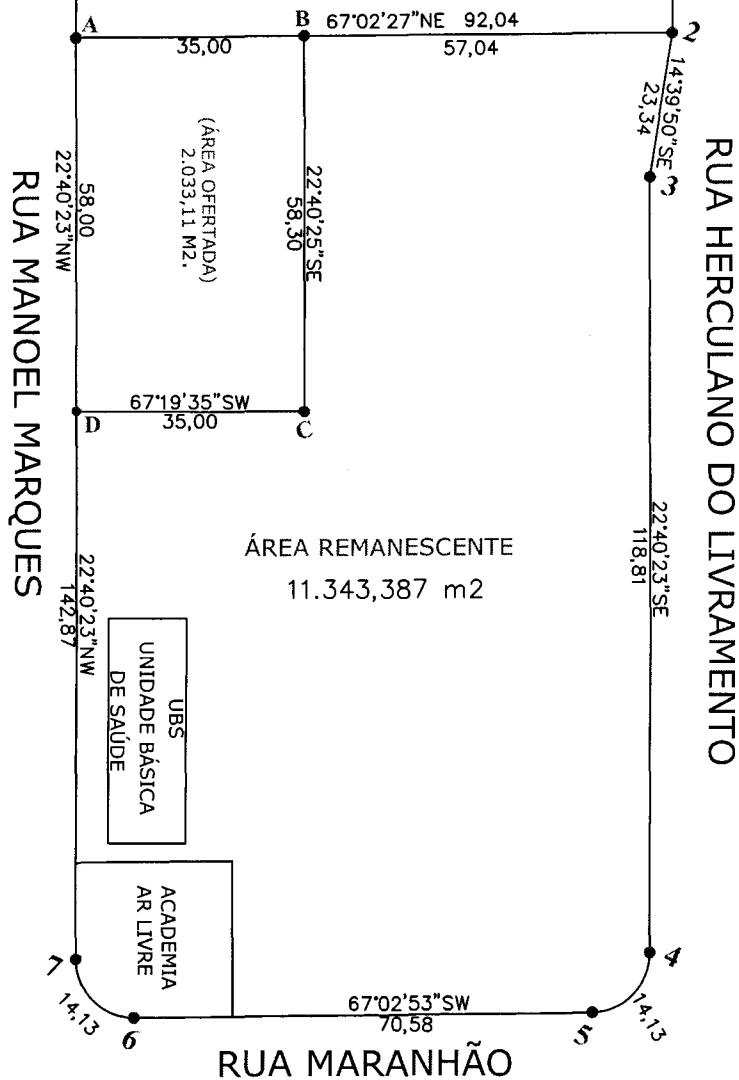 A
B
67°02'27"NE 92,04
2
35,00
57,04
14°39'50"SE
23,34
3
RUA HERCULANO DO LIVRAMENTO
(ÁREA OFERTADA)
2.033,11 M2.
22°40'25"SE
58,30
58,00
22°40'23"NW
RUA MANOEL MARQUES
67°19'35"SW
35,00
D
C
ÁREA REMANESCENTE
11.343,387 m2
22°40'23"SE
118,81
22°40'23"NW
142,87
UBS
UNIDADE BÁSICA
DE SAÚDE
ACADEMIA
AR LIVRE
7
4
14,13
14,13
67°02'53"SW
70,58
6
5
RUA MARANHÃO